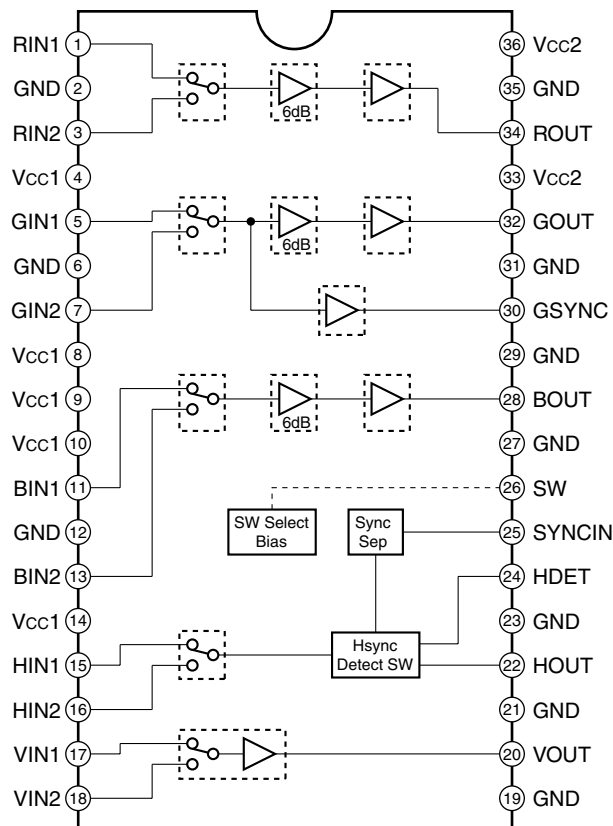 RIN1 1
GND 2
RIN2 3
Vcc1 4
GIN1 5
GND 6
GIN2 7
Vcc1 8
Vcc1 9
Vcc1 10
BIN1 11
GND 12
BIN2 13
Vcc1 14
HIN1 15
HIN2 16
VIN1 17
VIN2 18
6dB
6dB
6dB
SW Select
Bias
Sync
Sep
Hsync
Detect SW
36 Vcc2
35 GND
34 ROUT
33 Vcc2
32 GOUT
31 GND
30 GSYNC
29 GND
28 BOUT
27 GND
26 SW
25 SYNCIN
24 HDET
23 GND
22 HOUT
21 GND
20 VOUT
19 GND